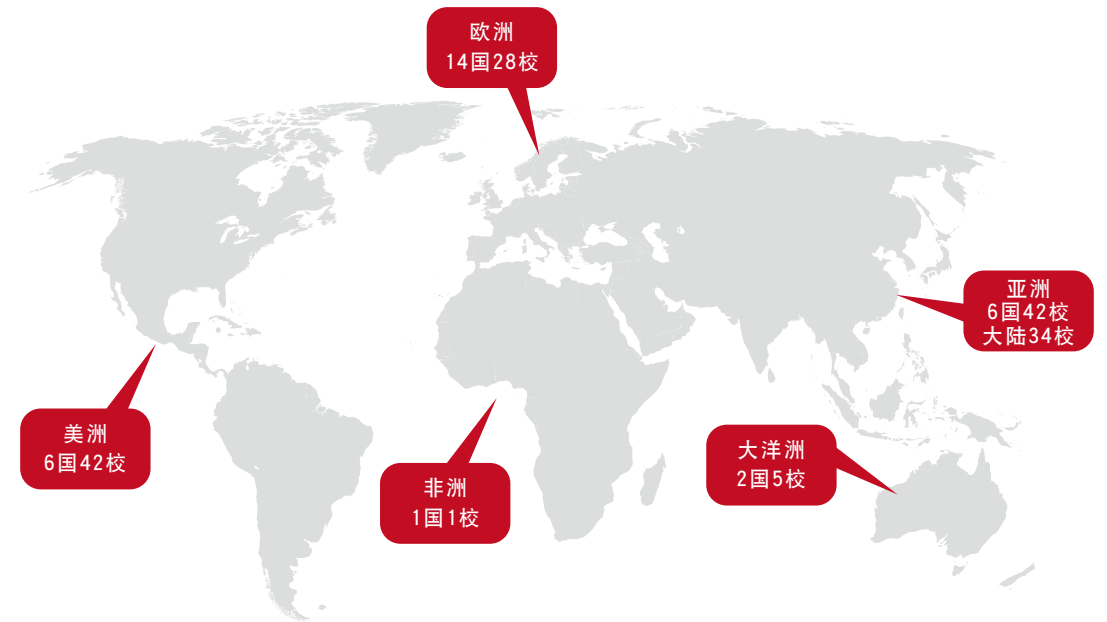 欧洲
14国28校
亚洲
6国42校
大陆34校
美洲
6国42校
大洋洲
2国5校
非洲
1国1校